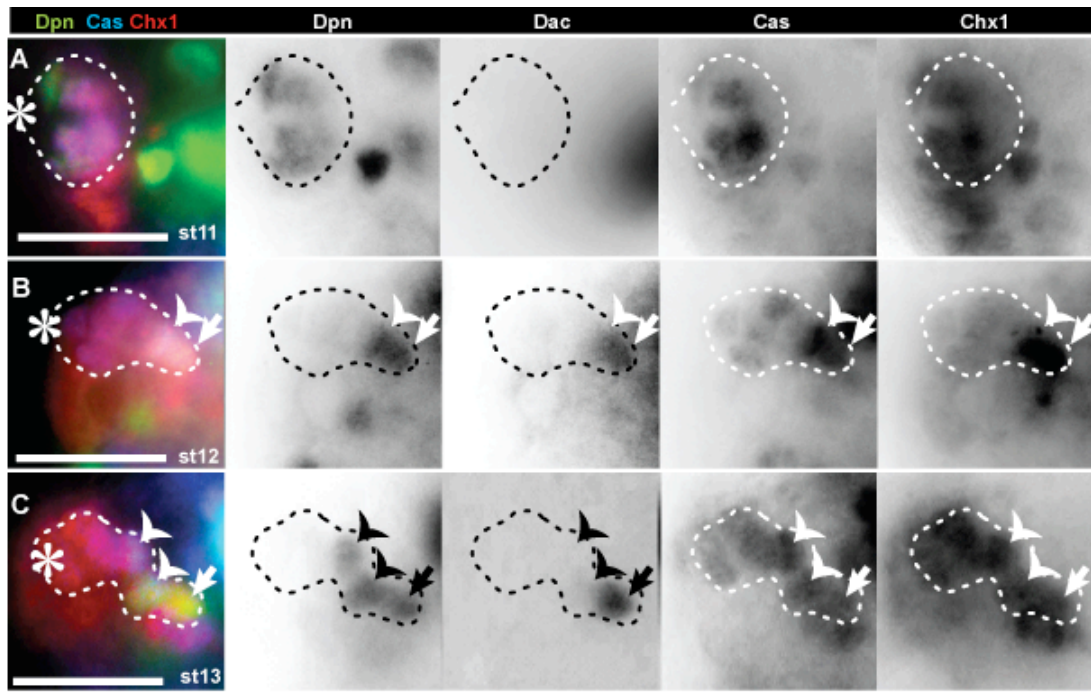 Dpn Cas Chx1 Dpn Dac Cas Chx1
A
st11
B
st12
C
st13